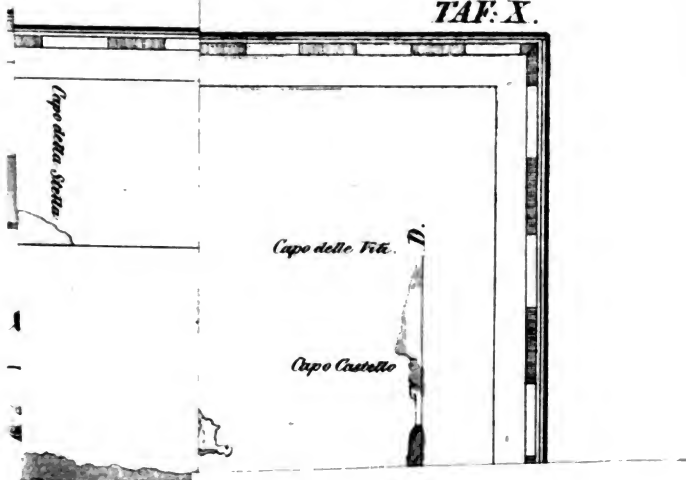 TAF: X.
Capo della Stella
Capo delle Viti.
D.
Capo Castello